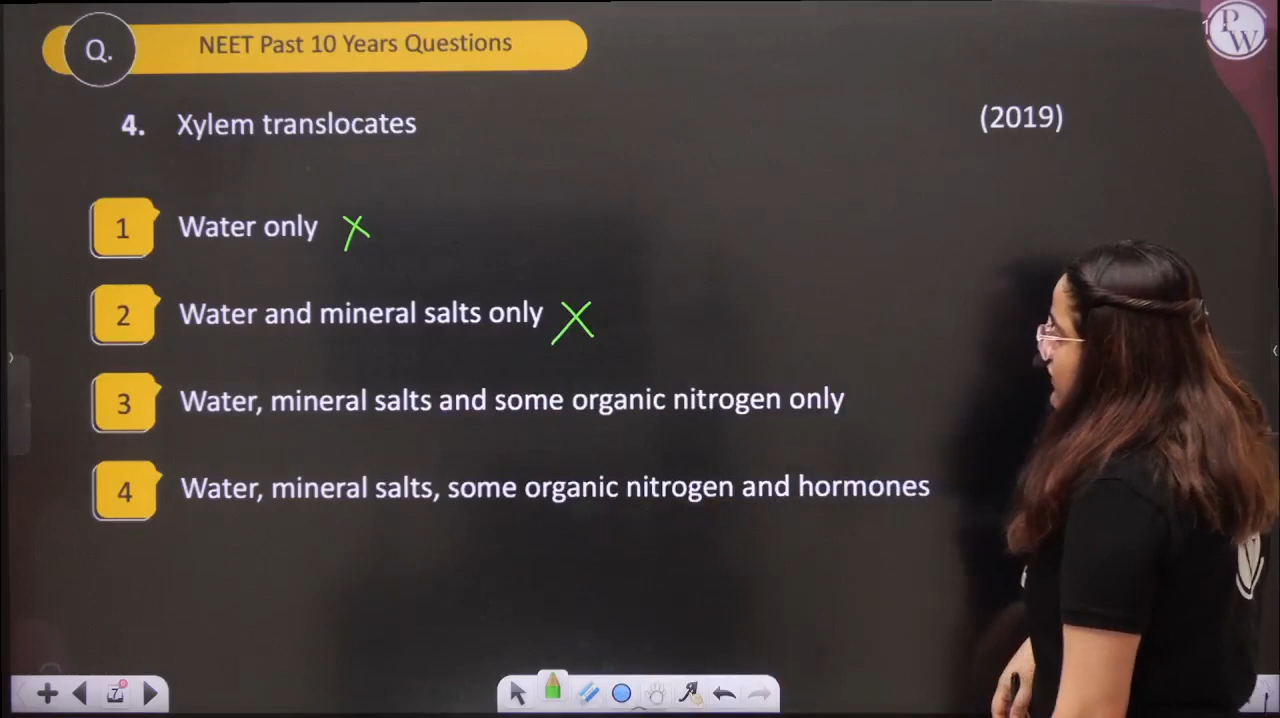 Q. NEET Past 10 Years Questions
PW
4. Xylem translocates (2019)
1 Water only
2 Water and mineral salts only
3 Water, mineral salts and some organic nitrogen only
4 Water, mineral salts, some organic nitrogen and hormones
7